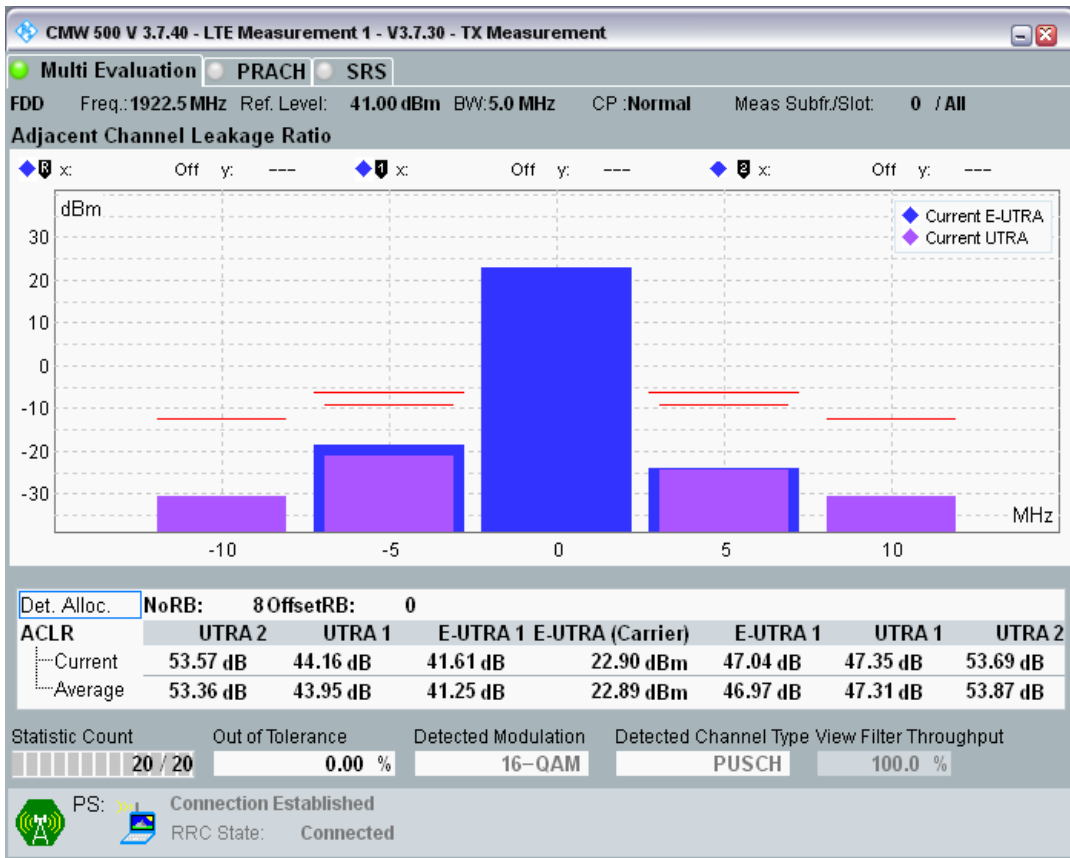 CMW 500 V 3.7.40 - LTE Measurement 1 - V3.7.30 - TX Measurement
Multi Evaluation PRACH SRS
FDD Freq.: 1922.5 MHz Ref. Level: 41.00 dBm BW: 5.0 MHz CP : Normal Meas Subfr./Slot: 0 / All
Adjacent Channel Leakage Ratio
R x: Off y: --- 1 x: Off y: --- 2 x: Off y: ---
dBm
Current E-UTRA
Current UTRA
30
20
10
0
-10
-20
-30
MHz
-10 -5 0 5 10
Det. Alloc. NoRB: 8 OffsetRB: 0
ACLR UTRA 2 UTRA 1 E-UTRA 1 E-UTRA (Carrier) E-UTRA 1 UTRA 1 UTRA 2
Current 53.57 dB 44.16 dB 41.61 dB 22.90 dBm 47.04 dB 47.35 dB 53.69 dB
Average 53.36 dB 43.95 dB 41.25 dB 22.89 dBm 46.97 dB 47.31 dB 53.87 dB
Statistic Count Out of Tolerance Detected Modulation Detected Channel Type View Filter Throughput
20 / 20 0.00 % 16-QAM PUSCH 100.0 %
PS: Connection Established
RRC State: Connected